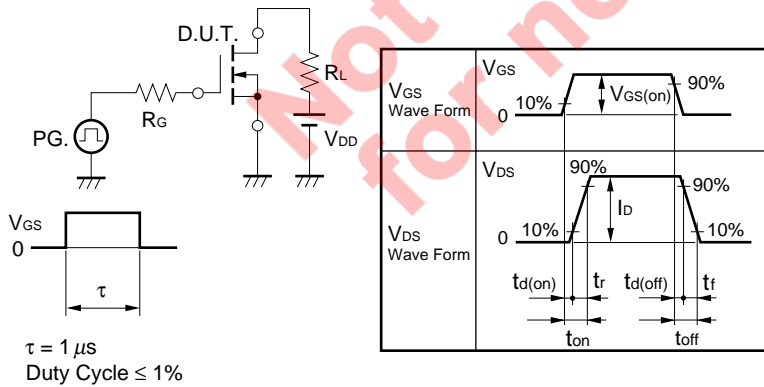 Not
for
D.U.T.
RL
RG
PG.
VDD
VGS
0
τ
τ = 1 μs
Duty Cycle ≤ 1%
VGS
Wave Form
VGS
10%
0
VGS(on)
90%
VDS
Wave Form
VDS
90%
90%
ID
10%
0
10%
td(on)
tr
td(off)
tf
ton
toff